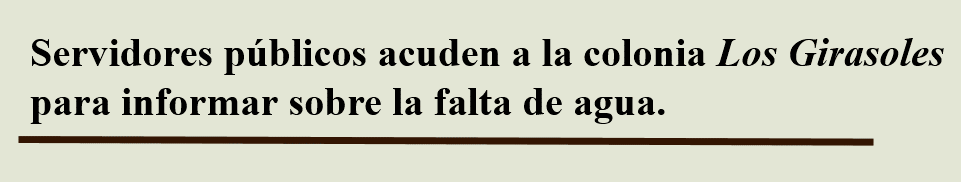 Servidores públicos acuden a la colonia Los Girasoles
para informar sobre la falta de agua.